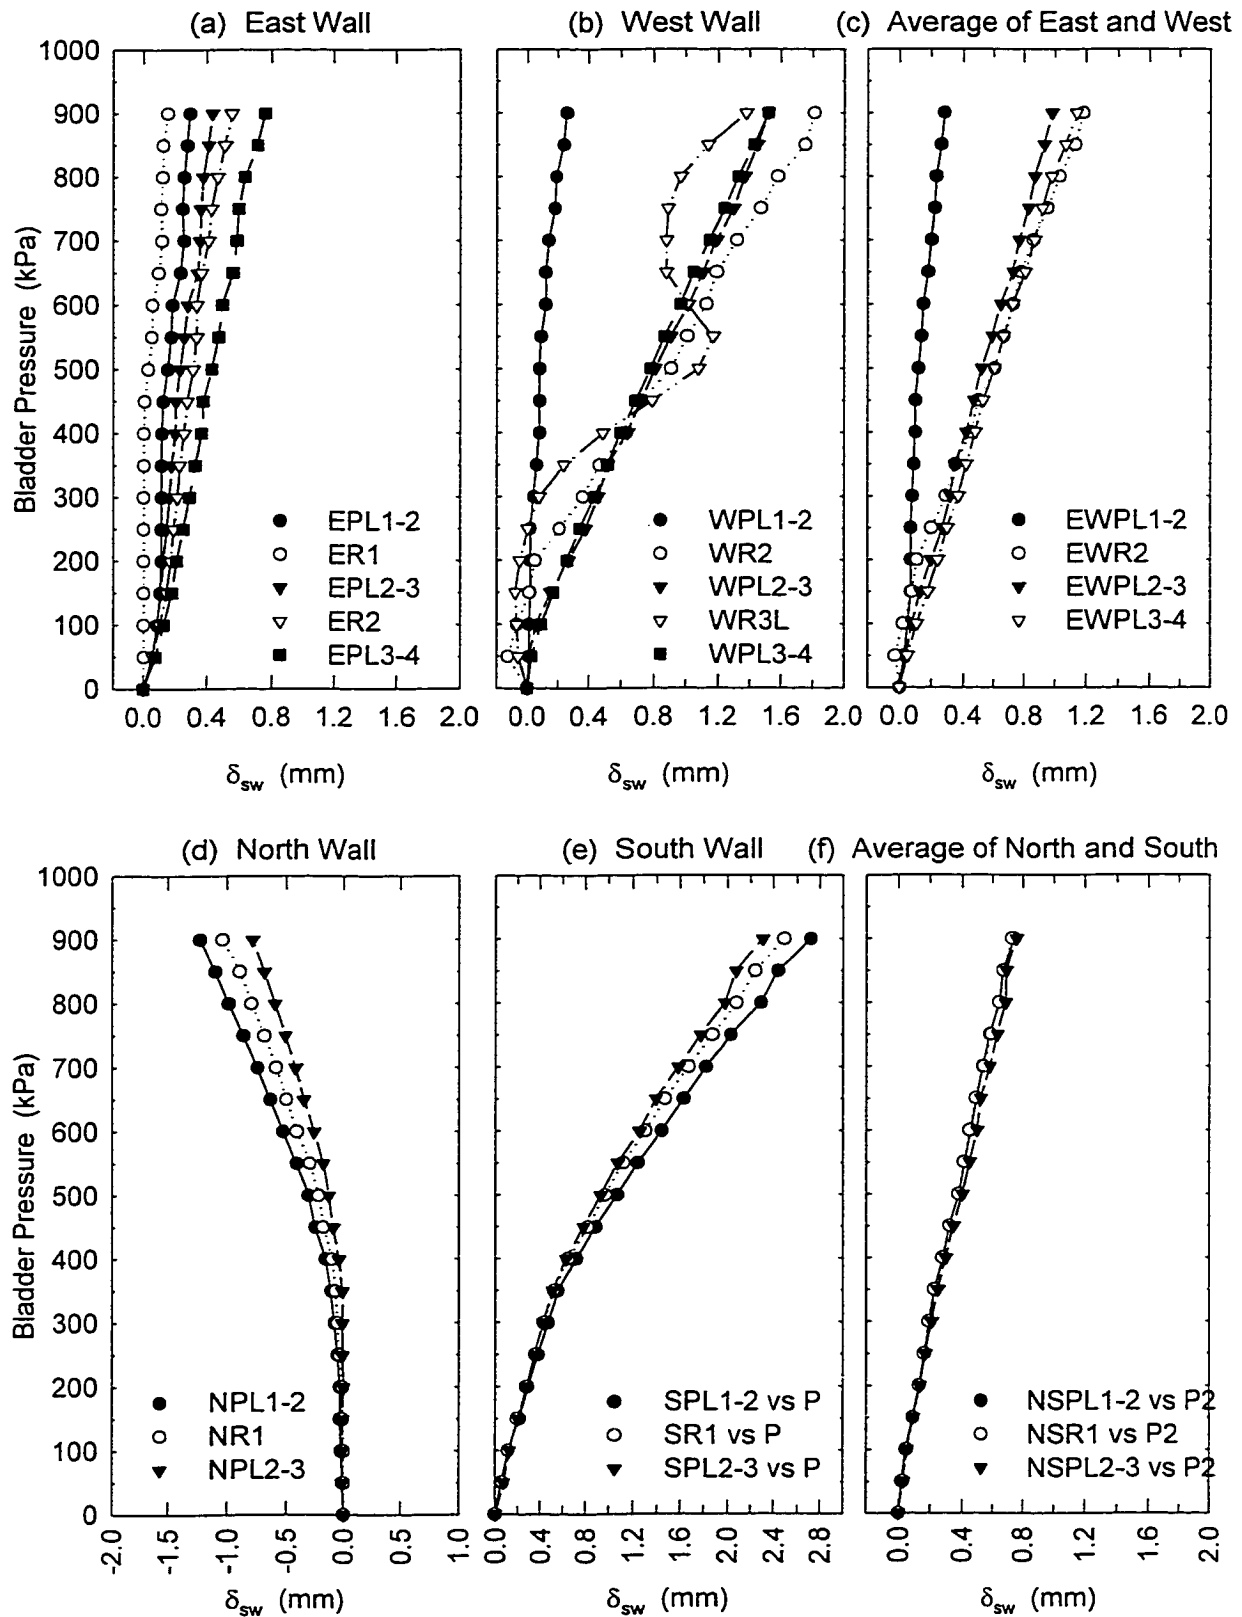 (a) East Wall
(b) West Wall
(c) Average of East and West
1000
900
800
700
600
500
400
300
200
100
0
Bladder Pressure (kPa)
EPL1-2
ER1
EPL2-3
ER2
EPL3-4
WPL1-2
WR2
WPL2-3
WR3L
WPL3-4
EWPL1-2
EWR2
EWPL2-3
EWPL3-4
0.0 0.4 0.8 1.2 1.6 2.0
0.0 0.4 0.8 1.2 1.6 2.0
0.0 0.4 0.8 1.2 1.6 2.0
δsw (mm)
δsw (mm)
δsw (mm)
(d) North Wall
(e) South Wall
(f) Average of North and South
1000
900
800
700
600
500
400
300
200
100
0
Bladder Pressure (kPa)
NPL1-2
NR1
NPL2-3
SPL1-2 vs P
SR1 vs P
SPL2-3 vs P
NSPL1-2 vs P2
NSR1 vs P2
NSPL2-3 vs P2
-2.0 -1.5 -1.0 -0.5 0.0 0.5 1.0
0.0 0.4 0.8 1.2 1.6 2.0 2.4 2.8
0.0 0.4 0.8 1.2 1.6 2.0
δsw (mm)
δsw (mm)
δsw (mm)